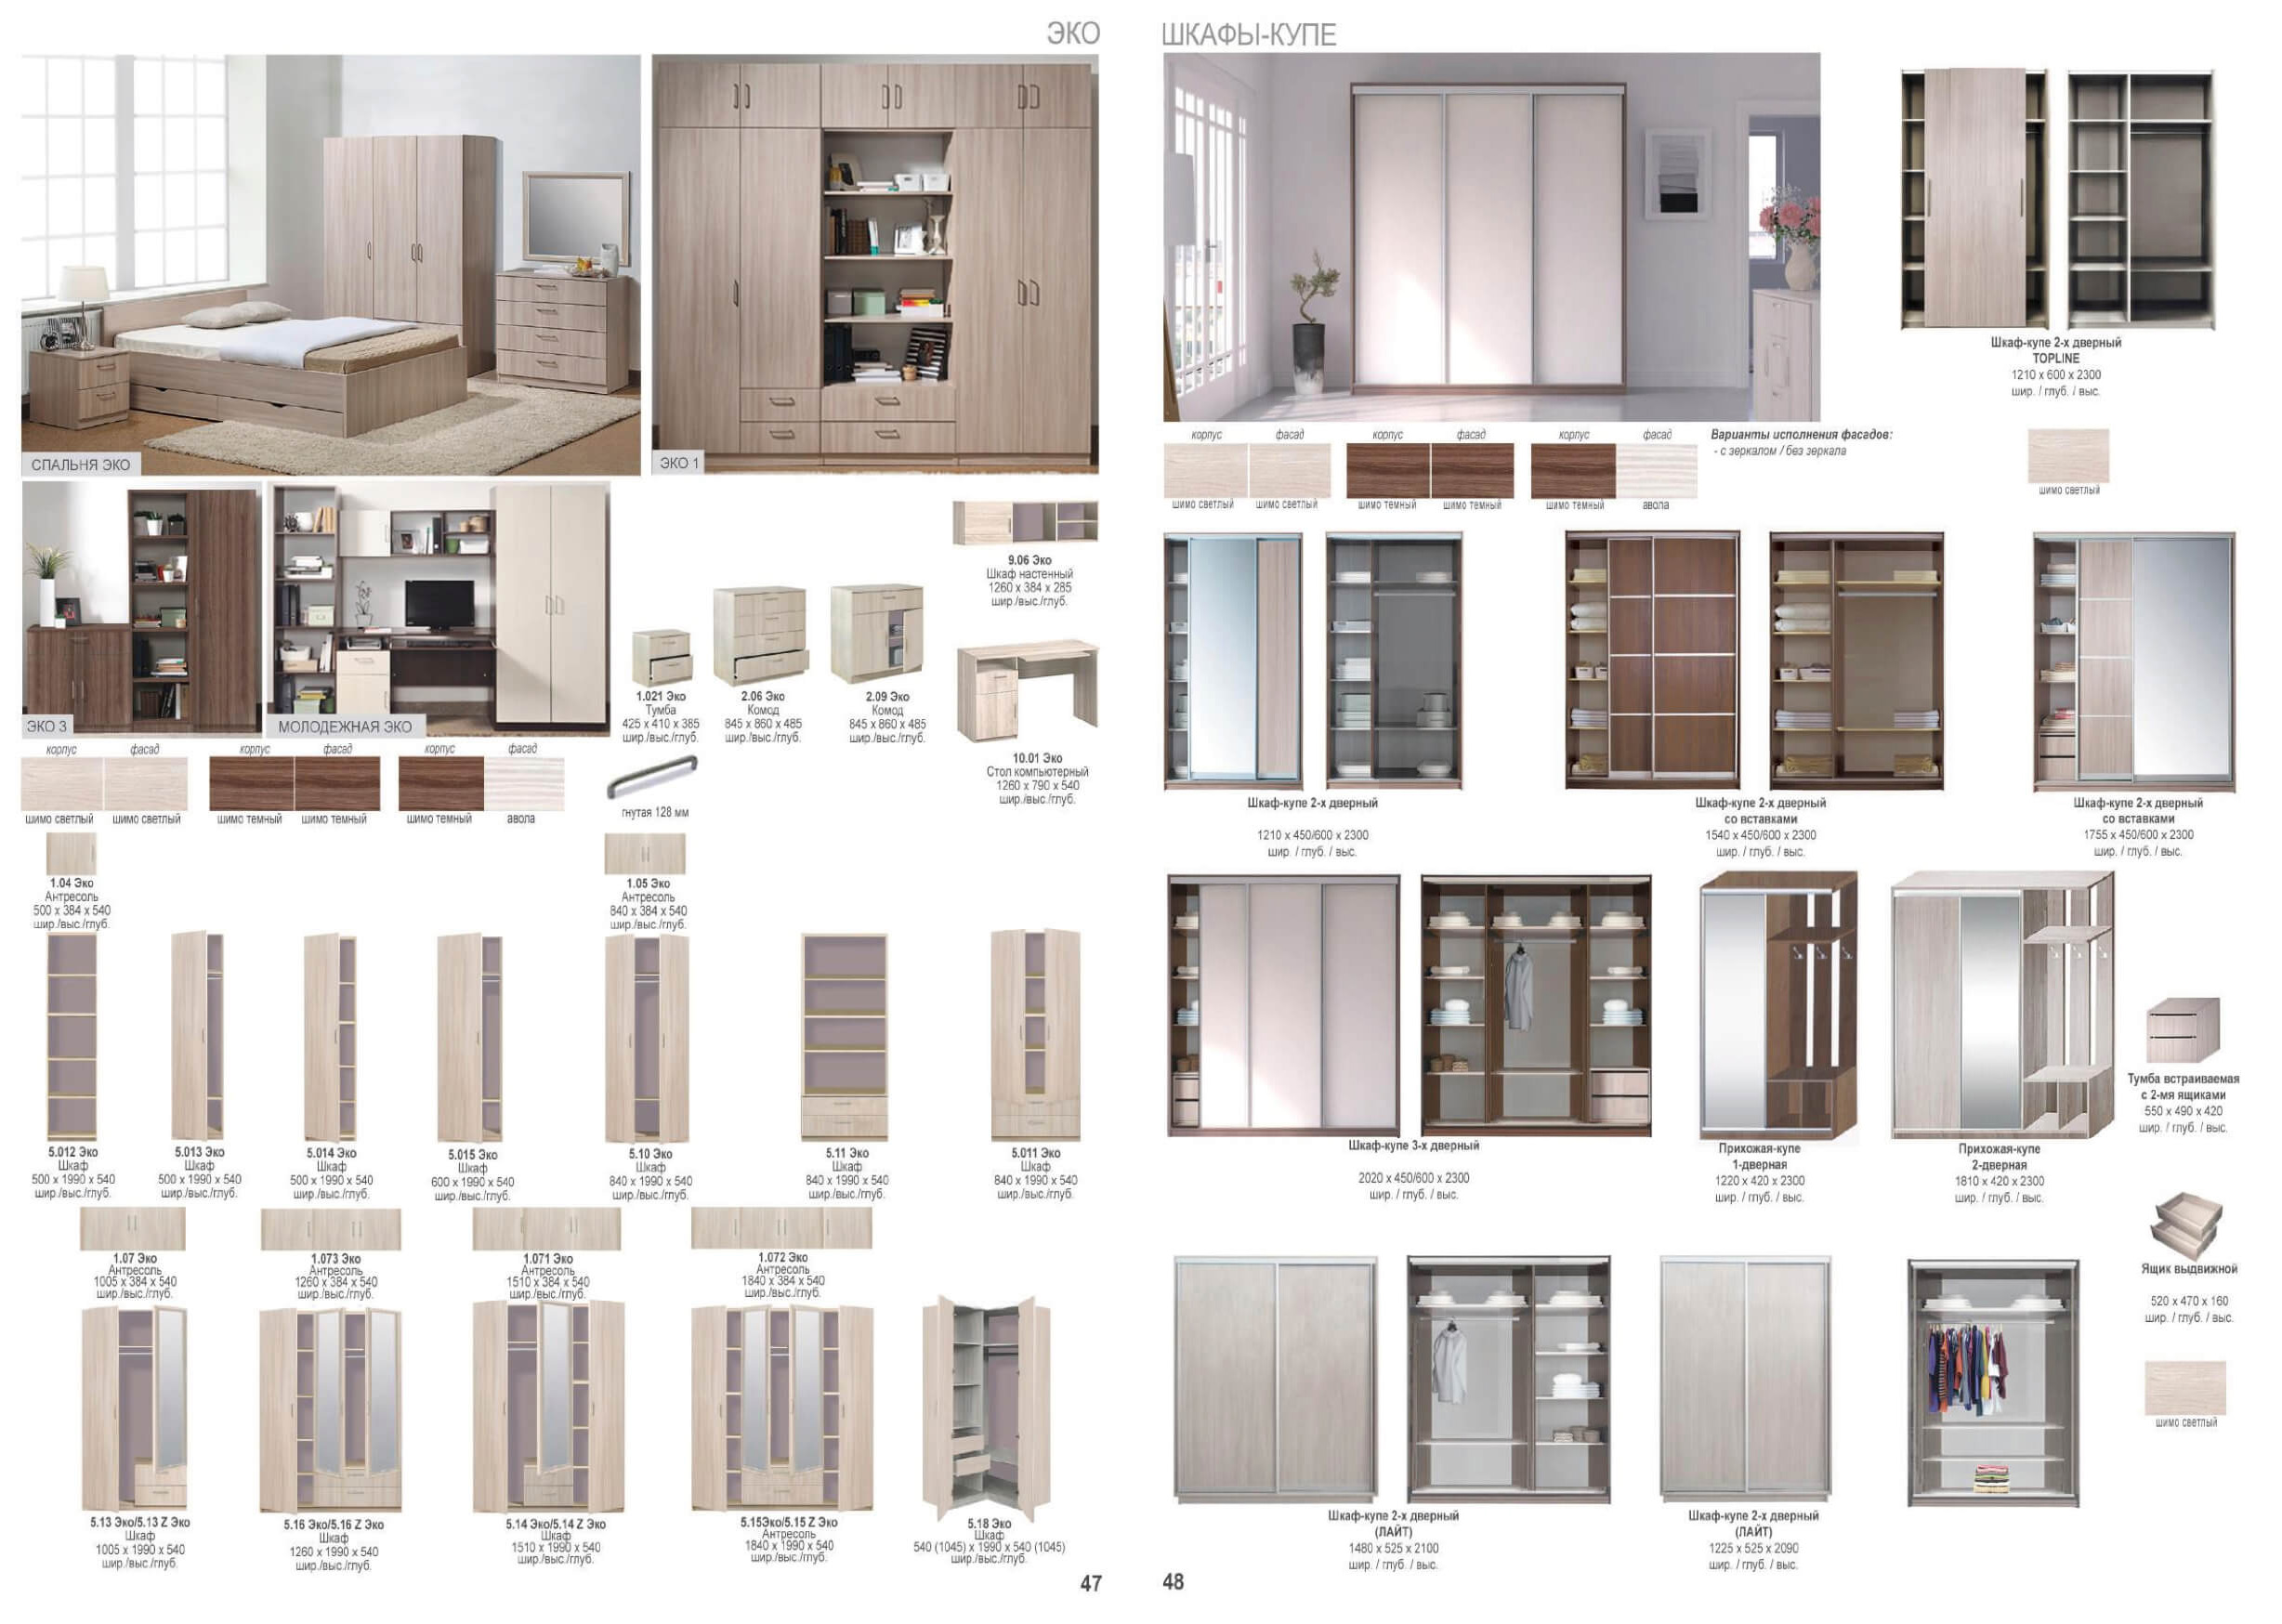 ЭКО
СПАЛЬНЯ ЭКО
ЭКО 1
ЭКО 3
МОЛОДЕЖНАЯ ЭКО
корпус фасад
шимо светлый шимо светлый
корпус фасад
шимо темный шимо темный
корпус фасад
шимо темный авола
1.021 Эко
Тумба
425 x 410 x 385
шир./выс./глуб.
2.06 Эко
Комод
845 x 860 x 485
шир./выс./глуб.
2.09 Эко
Комод
845 x 860 x 485
шир./выс./глуб.
9.06 Эко
Шкаф настенный
1260 x 384 x 285
шир./выс./глуб.
10.01 Эко
Стол компьютерный
1260 x 790 x 540
шир./выс./глуб.
гнутая 128 мм
1.04 Эко
Антресоль
500 x 384 x 540
шир./выс./глуб.
1.05 Эко
Антресоль
840 x 384 x 540
шир./выс./глуб.
5.012 Эко
Шкаф
500 x 1990 x 540
шир./выс./глуб.
5.013 Эко
Шкаф
500 x 1990 x 540
шир./выс./глуб.
5.014 Эко
Шкаф
500 x 1990 x 540
шир./выс./глуб.
5.015 Эко
Шкаф
600 x 1990 x 540
шир./выс./глуб.
5.10 Эко
Шкаф
840 x 1990 x 540
шир./выс./глуб.
5.11 Эко
Шкаф
840 x 1990 x 540
шир./выс./глуб.
5.011 Эко
Шкаф
840 x 1990 x 540
шир./выс./глуб.
1.07 Эко
Антресоль
1005 x 384 x 540
шир./выс./глуб.
1.073 Эко
Антресоль
1260 x 384 x 540
шир./выс./глуб.
1.071 Эко
Антресоль
1510 x 384 x 540
шир./выс./глуб.
1.072 Эко
Антресоль
1840 x 384 x 540
шир./выс./глуб.
5.13 Эко/5.13 Z Эко
Шкаф
1005 x 1990 x 540
шир./выс./глуб.
5.16 Эко/5.16 Z Эко
Шкаф
1260 x 1990 x 540
шир./выс./глуб.
5.14 Эко/5.14 Z Эко
Шкаф
1510 x 1990 x 540
шир./выс./глуб.
5.15Эко/5.15 Z Эко
Антресоль
1840 x 1990 x 540
шир./выс./глуб.
5.18 Эко
Шкаф
540 (1045) x 1990 x 540 (1045)
шир./выс./глуб.
47
ШКАФЫ-КУПЕ
Шкаф-купе 2-х дверный
TOPLINE
1210 x 600 x 2300
шир. / глуб. / выс.
корпус фасад
шимо светлый шимо светлый
корпус фасад
шимо темный шимо темный
корпус фасад
шимо темный авола
Варианты исполнения фасадов:
- с зеркалом / без зеркала
шимо светлый
Шкаф-купе 2-х дверный
1210 x 450/600 x 2300
шир. / глуб. / выс.
Шкаф-купе 2-х дверный
со вставками
1540 x 450/600 x 2300
шир. / глуб. / выс.
Шкаф-купе 2-х дверный
со вставками
1755 x 450/600 x 2300
шир. / глуб. / выс.
Шкаф-купе 3-х дверный
2020 x 450/600 x 2300
шир. / глуб. / выс.
Прихожая-купе
1-дверная
1220 x 420 x 2300
шир. / глуб. / выс.
Прихожая-купе
2-дверная
1810 x 420 x 2300
шир. / глуб. / выс.
Тумба встраиваемая
с 2-мя ящиками
550 x 490 x 420
шир. / глуб. / выс.
Ящик выдвижной
520 x 470 x 160
шир. / глуб. / выс.
шимо светлый
Шкаф-купе 2-х дверный
(ЛАЙТ)
1480 x 525 x 2100
шир. / глуб. / выс.
Шкаф-купе 2-х дверный
(ЛАЙТ)
1225 x 525 x 2090
шир. / глуб. / выс.
48